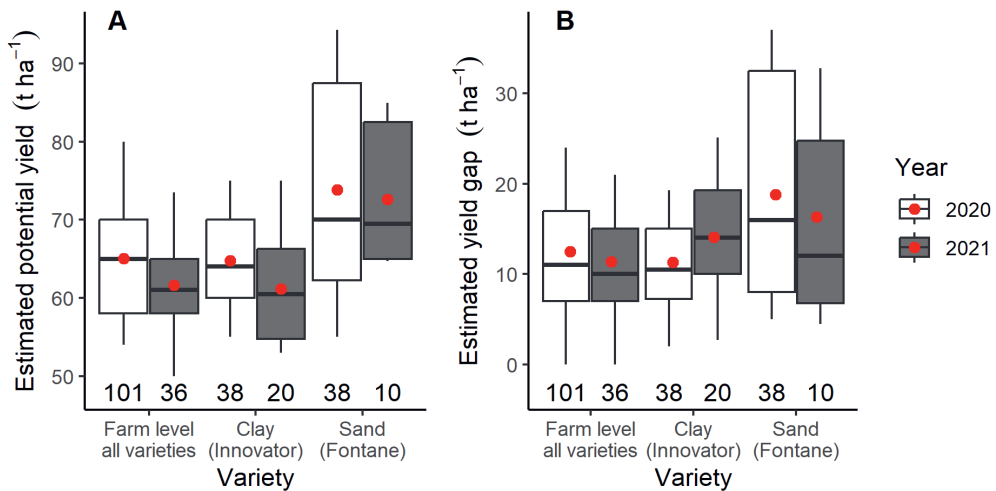 A
Estimated potential yield (t ha⁻¹)
90
80
70
60
50
101 36 38 20 38 10
Farm level Clay Sand
all varieties (Innovator) (Fontane)
Variety
B
Estimated yield gap (t ha⁻¹)
30
20
10
0
101 36 38 20 38 10
Farm level Clay Sand
all varieties (Innovator) (Fontane)
Variety
Year
2020
2021